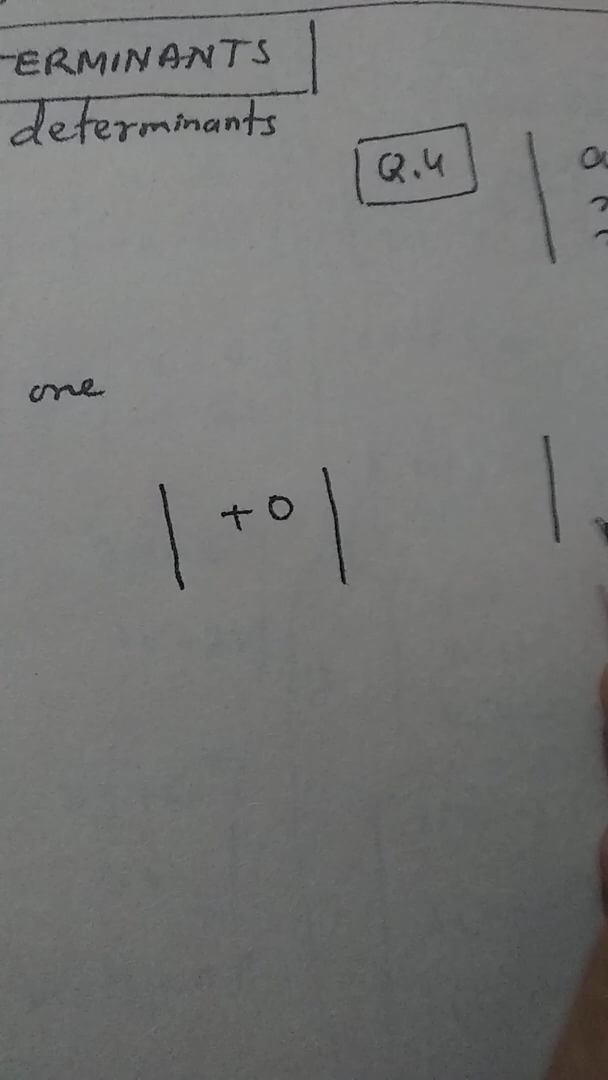 ERMINANTS
determinants
Q.4
one
| +0 |